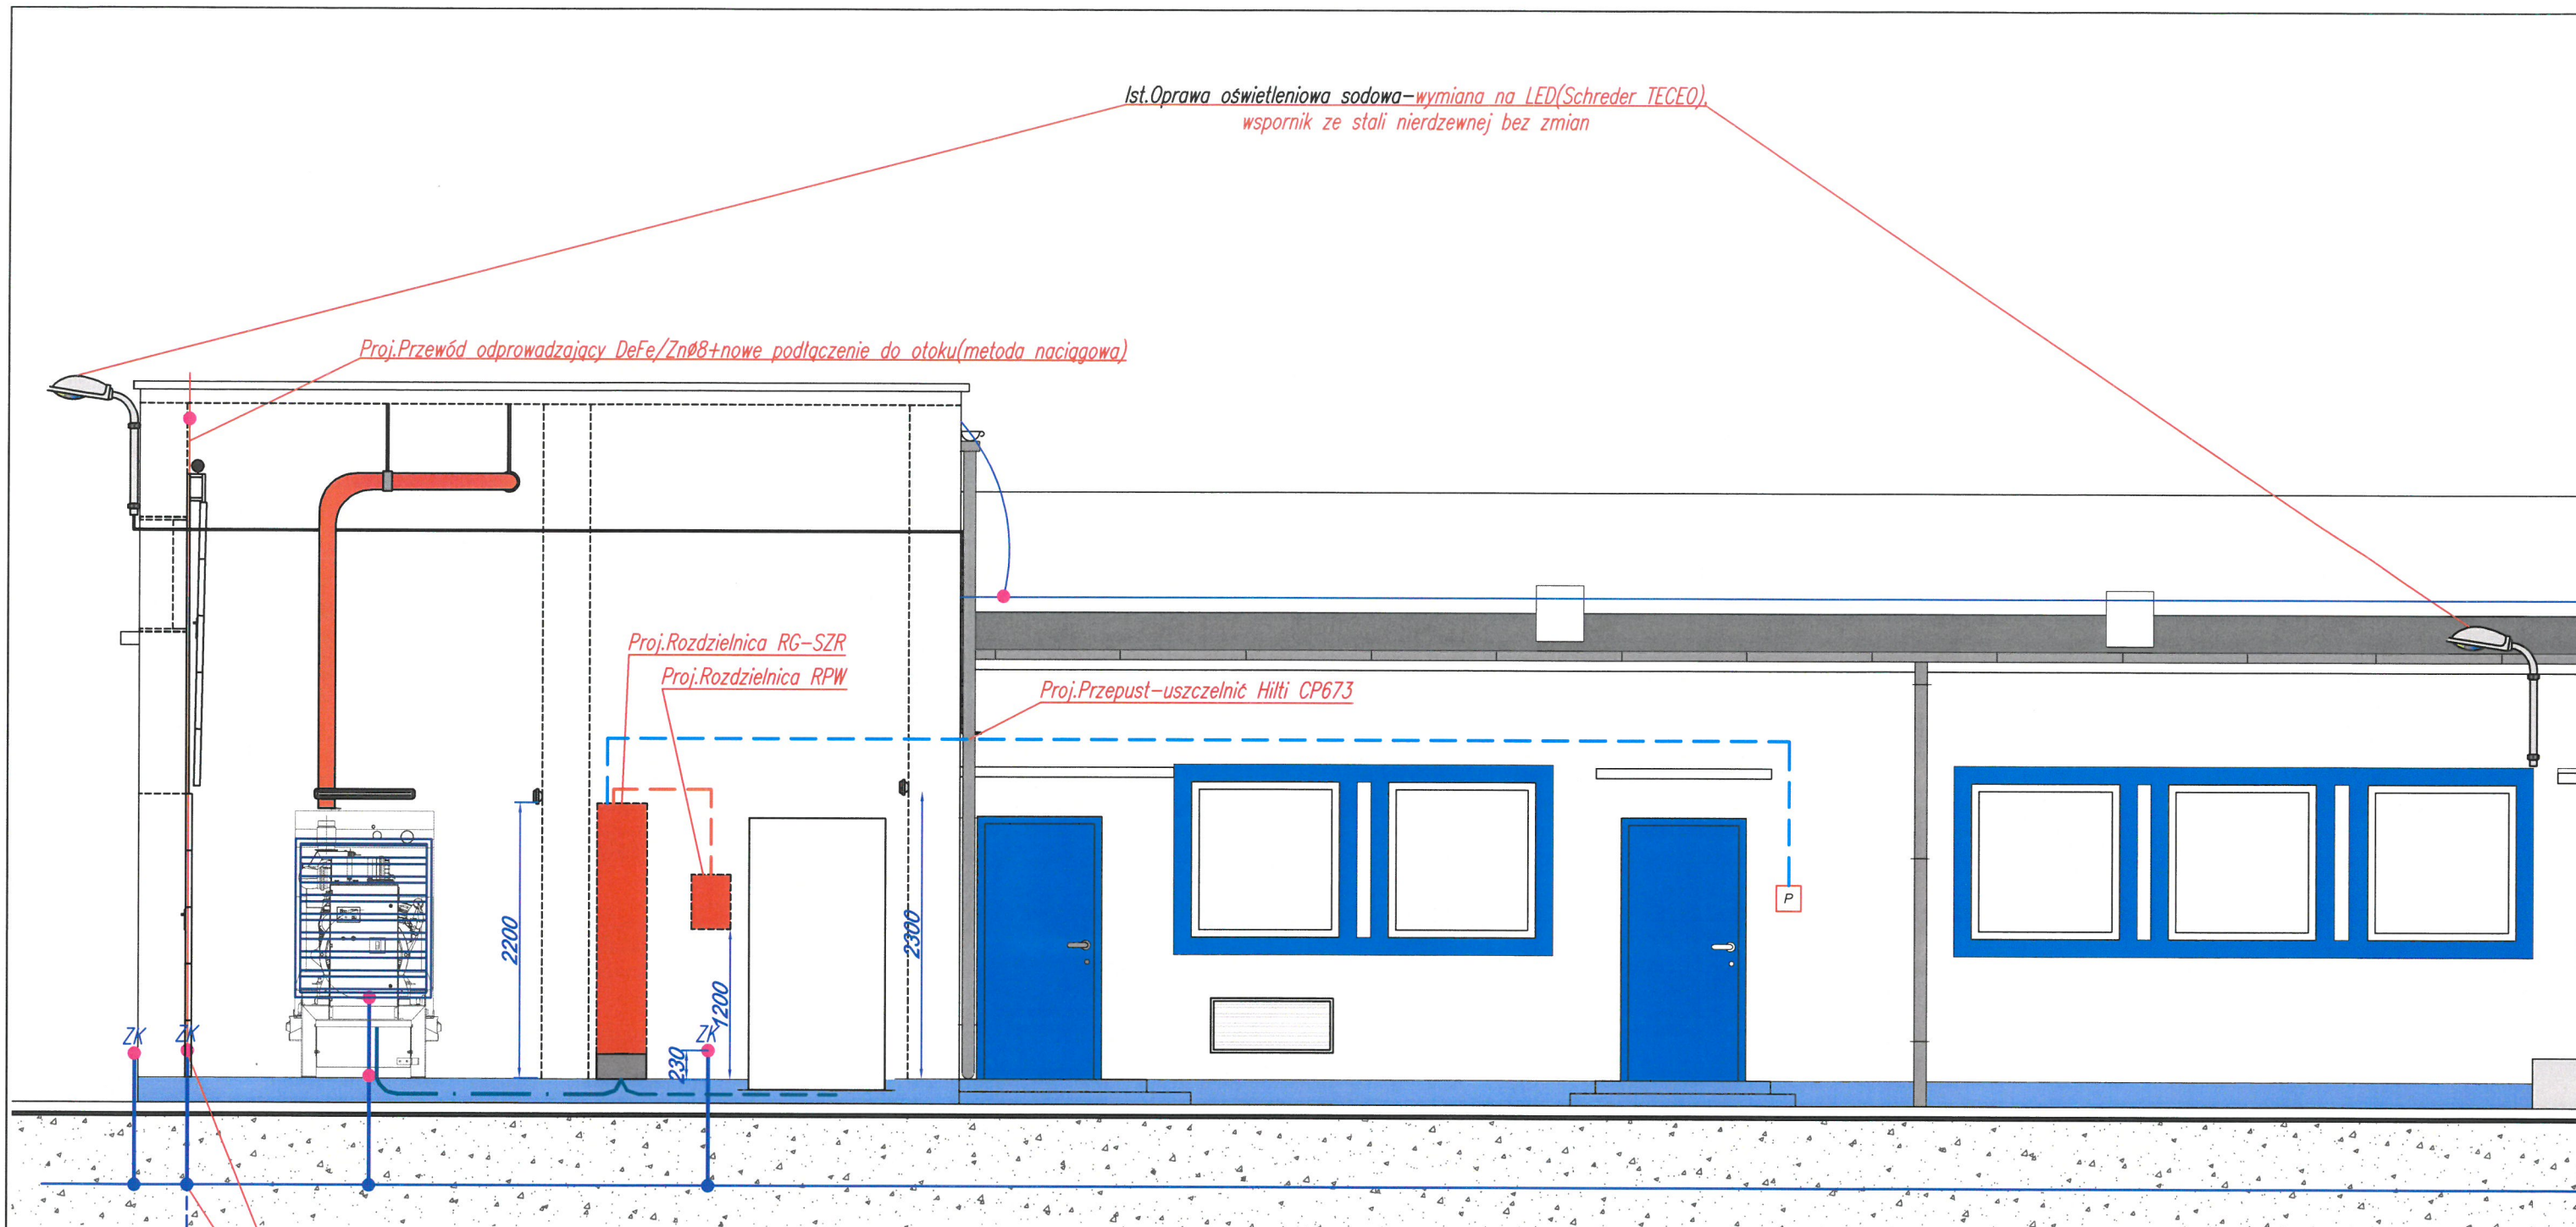 Ist.Oprawa oświetleniowa sodowa-wymiana na LED(Schreder TECEO),
wspornik ze stali nierdzewnej bez zmian
Proj.Przewód odprowadzający DeFe/Znø8+nowe podłączenie do otoku(metoda naciągowa)
Proj.Rozdzielnica RG-SZR
Proj.Rozdzielnica RPW
Proj.Przepust-uszczelnić Hilti CP673
P
2200
2300
1200
230
ZK
ZK
ZK